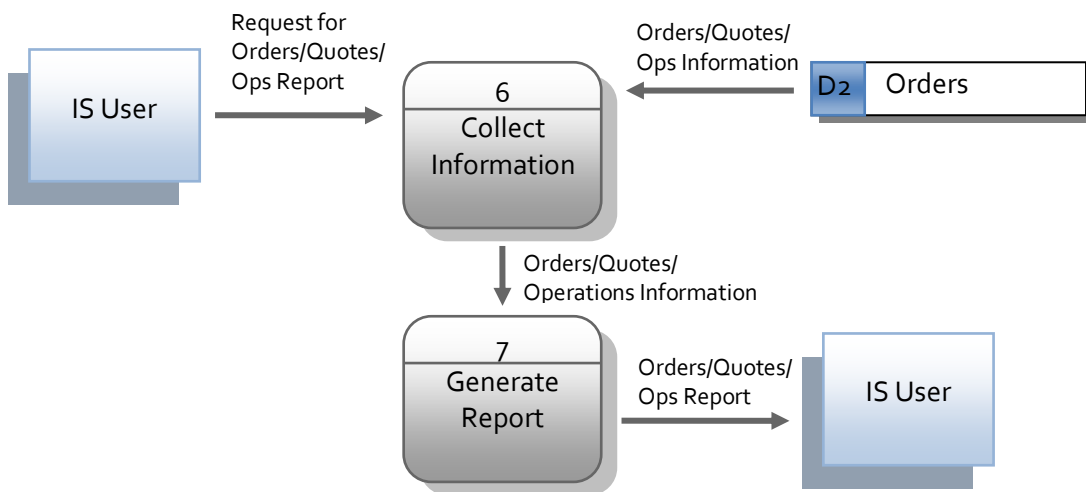 Request for
Orders/Quotes/
Ops Report
IS User
6
Collect
Information
Orders/Quotes/
Ops Information
D2 Orders
Orders/Quotes/
Operations Information
7
Generate
Report
Orders/Quotes/
Ops Report
IS User